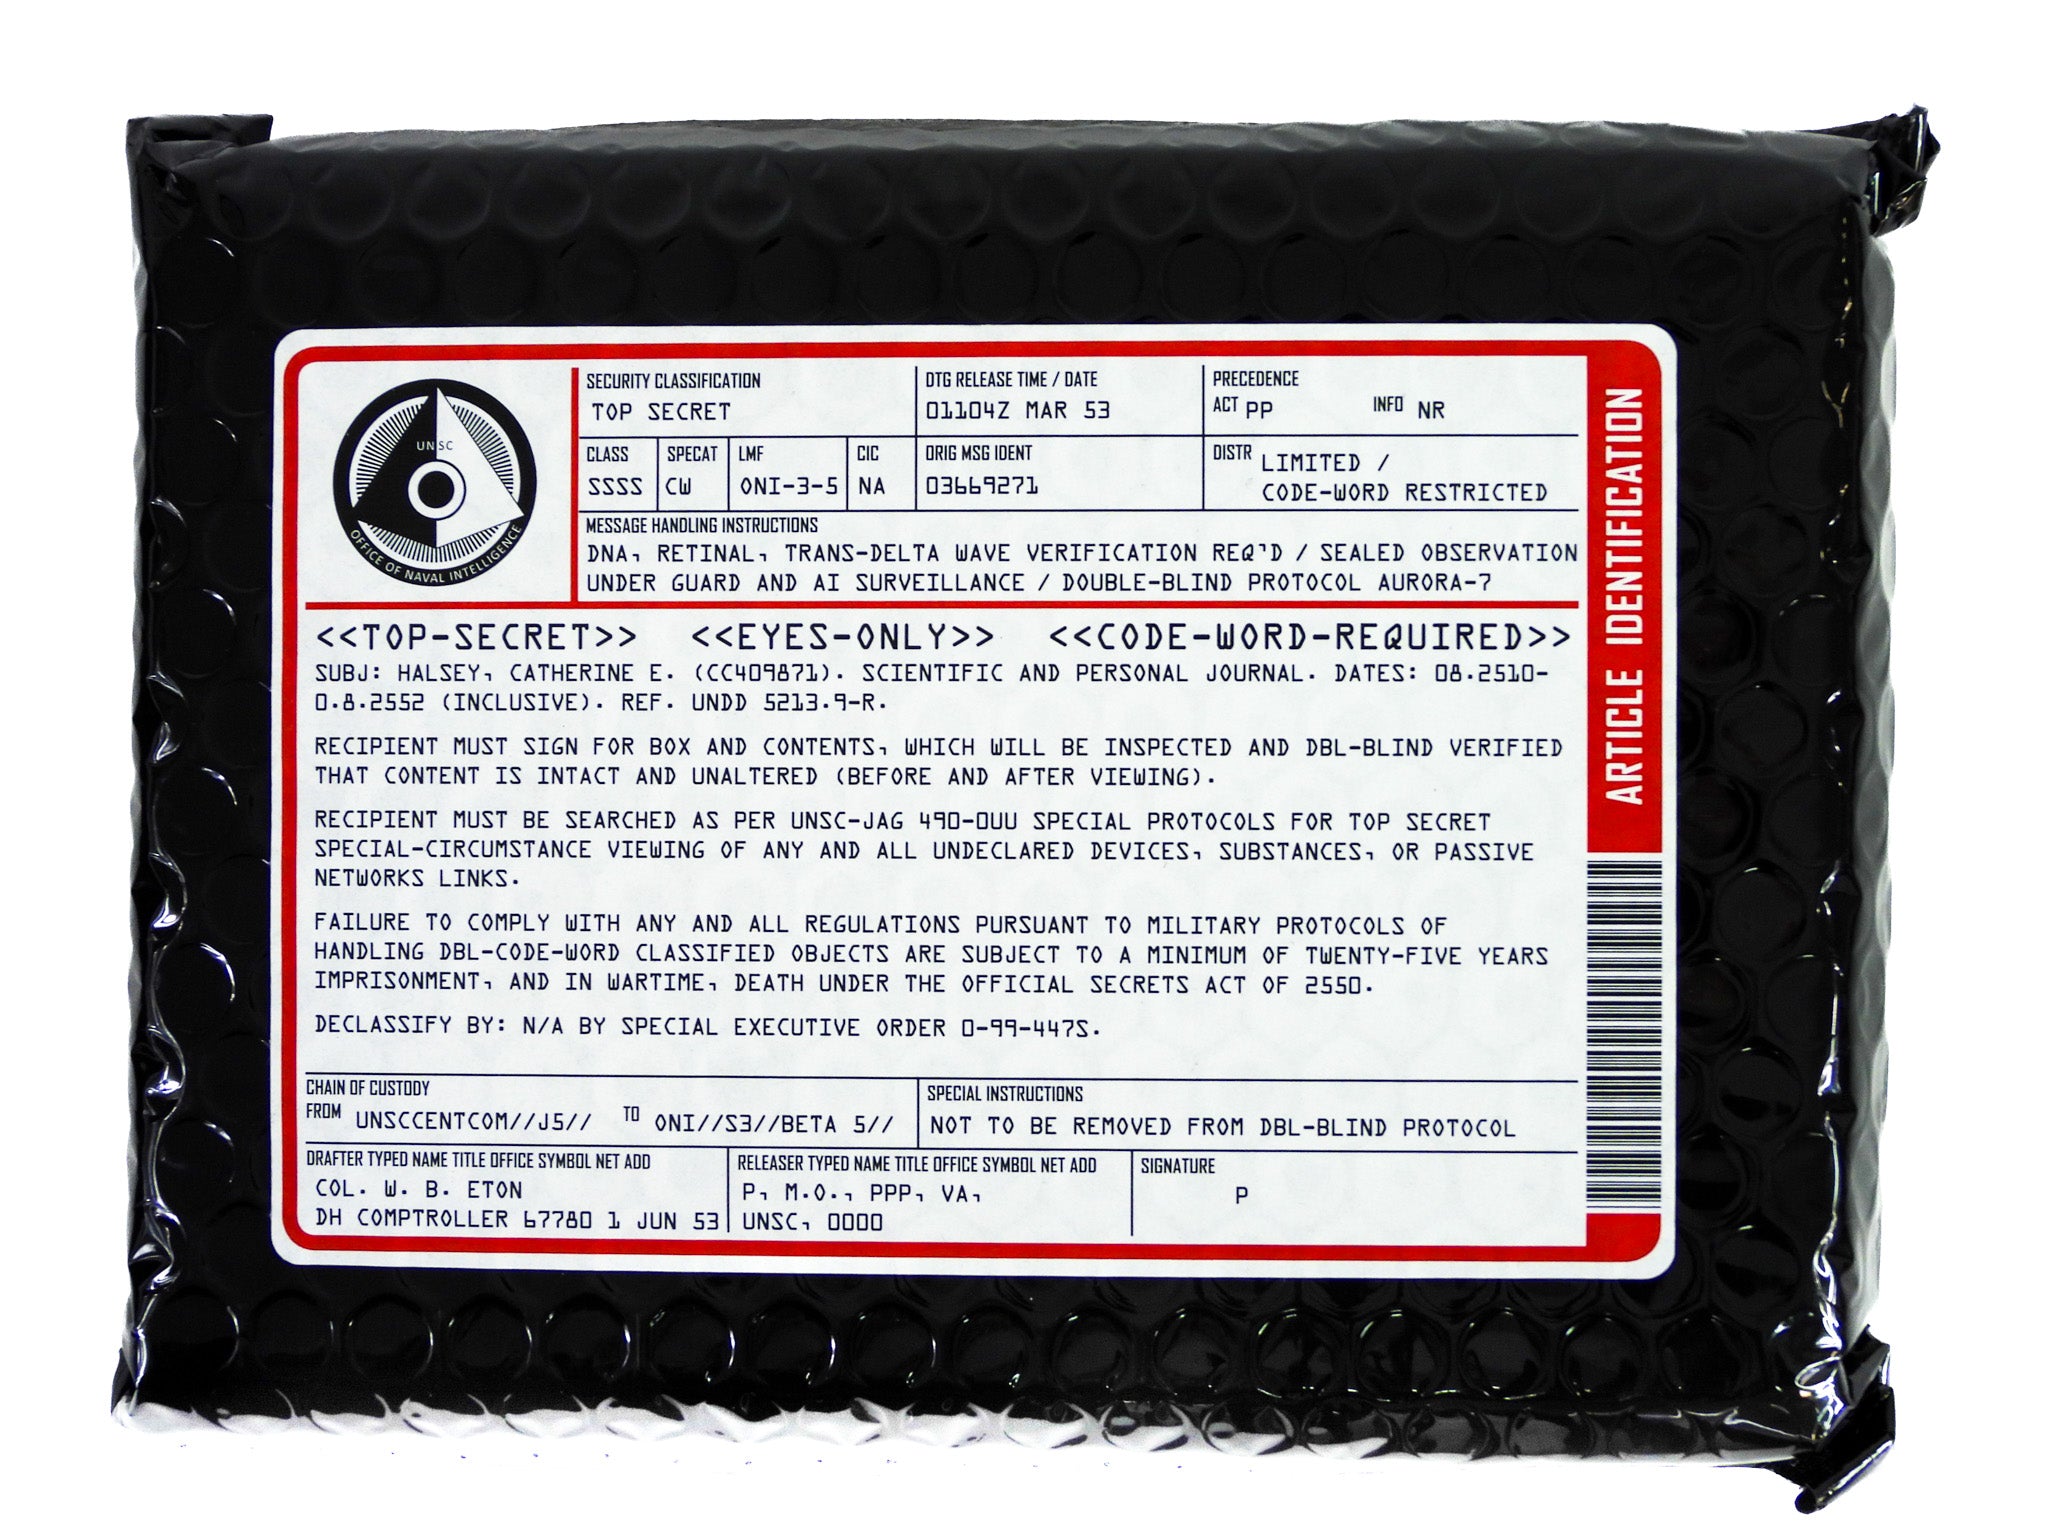 SECURITY CLASSIFICATION
TOP SECRET
DTG RELEASE TIME / DATE
01104Z MAR 53
PRECEDENCE
ACT PP INFO NR
CLASS
SSSS
SPECAT
CW
LMF
ONI-3-5
CIC
NA
ORIG MSG IDENT
03669271
DISTR LIMITED /
CODE-WORD RESTRICTED
UNSC
OFFICE OF NAVAL INTELLIGENCE
MESSAGE HANDLING INSTRUCTIONS
DNA, RETINAL, TRANS-DELTA WAVE VERIFICATION REQ'D / SEALED OBSERVATION
UNDER GUARD AND AI SURVEILLANCE / DOUBLE-BLIND PROTOCOL AURORA-7
<<TOP-SECRET>> <<EYES-ONLY>> <<CODE-WORD-REQUIRED>>
SUBJ: HALSEY, CATHERINE E. (CC409871). SCIENTIFIC AND PERSONAL JOURNAL. DATES: 08.2510-
0.8.2552 (INCLUSIVE). REF. UNDD 5213.9-R.
RECIPIENT MUST SIGN FOR BOX AND CONTENTS, WHICH WILL BE INSPECTED AND DBL-BLIND VERIFIED
THAT CONTENT IS INTACT AND UNALTERED (BEFORE AND AFTER VIEWING).
RECIPIENT MUST BE SEARCHED AS PER UNSC-JAG 490-OUU SPECIAL PROTOCOLS FOR TOP SECRET
SPECIAL-CIRCUMSTANCE VIEWING OF ANY AND ALL UNDECLARED DEVICES, SUBSTANCES, OR PASSIVE
NETWORKS LINKS.
FAILURE TO COMPLY WITH ANY AND ALL REGULATIONS PURSUANT TO MILITARY PROTOCOLS OF
HANDLING DBL-CODE-WORD CLASSIFIED OBJECTS ARE SUBJECT TO A MINIMUM OF TWENTY-FIVE YEARS
IMPRISONMENT, AND IN WARTIME, DEATH UNDER THE OFFICIAL SECRETS ACT OF 2550.
DECLASSIFY BY: N/A BY SPECIAL EXECUTIVE ORDER 0-99-447S.
CHAIN OF CUSTODY
FROM UNSCCENTCOM//J5// TO ONI//S3//BETA 5//
SPECIAL INSTRUCTIONS
NOT TO BE REMOVED FROM DBL-BLIND PROTOCOL
DRAFTER TYPED NAME TITLE OFFICE SYMBOL NET ADD
COL. W. B. ETON
DH COMPTROLLER 67780 1 JUN 53
RELEASER TYPED NAME TITLE OFFICE SYMBOL NET ADD
P, M.O., PPP, VA,
UNSC, 0000
SIGNATURE
P
ARTICLE IDENTIFICATION